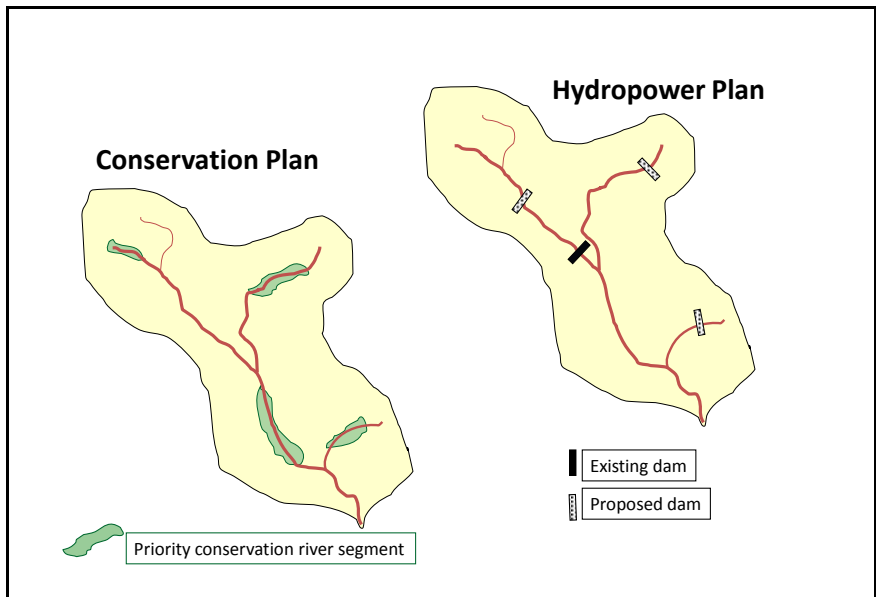 Hydropower Plan
Conservation Plan
Existing dam
Proposed dam
Priority conservation river segment